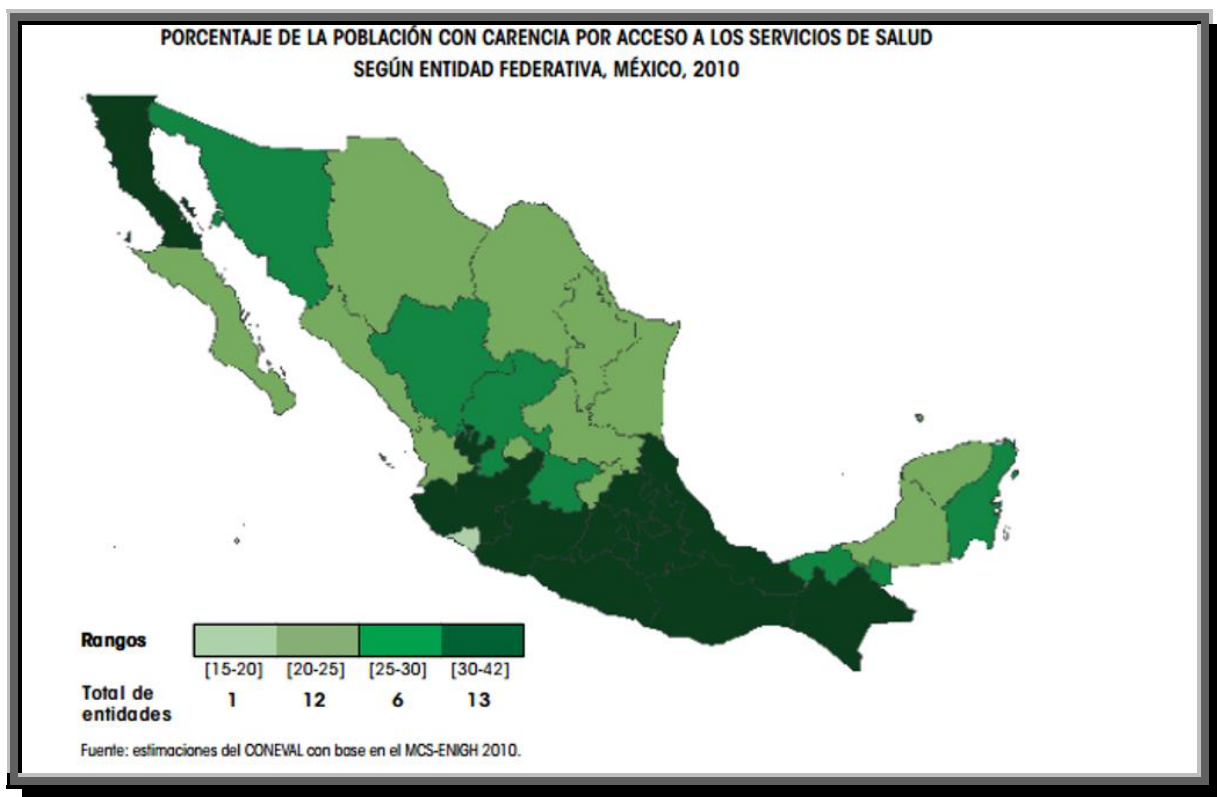 PORCENTAJE DE LA POBLACIÓN CON CARENCIA POR ACCESO A LOS SERVICIOS DE SALUD
SEGÚN ENTIDAD FEDERATIVA, MÉXICO, 2010
Rangos
[15-20] [20-25] [25-30] [30-42]
Total de
entidades
1 12 6 13
Fuente: estimaciones del CONEVAL con base en el MCS-ENIGH 2010.